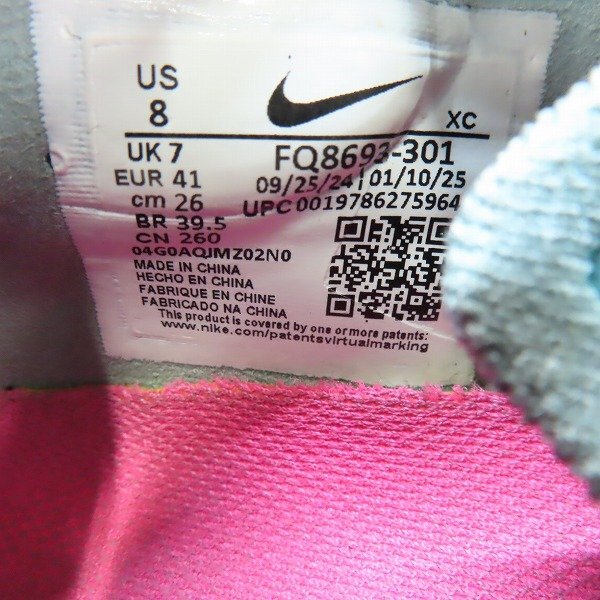 US
8
XC
UK 7
FQ8693-301
EUR 41
09/25/24 01/10/25
cm 26
UPC 0019786275964
BR 39.5
CN 260
04G0AQJMZ02N0
MADE IN CHINA
HECHO EN CHINA
FABRIQUE EN CHINE
FABRICADO NA CHINA
This product is covered by one or more patents:
www.nike.com/patentsvirtualmarking